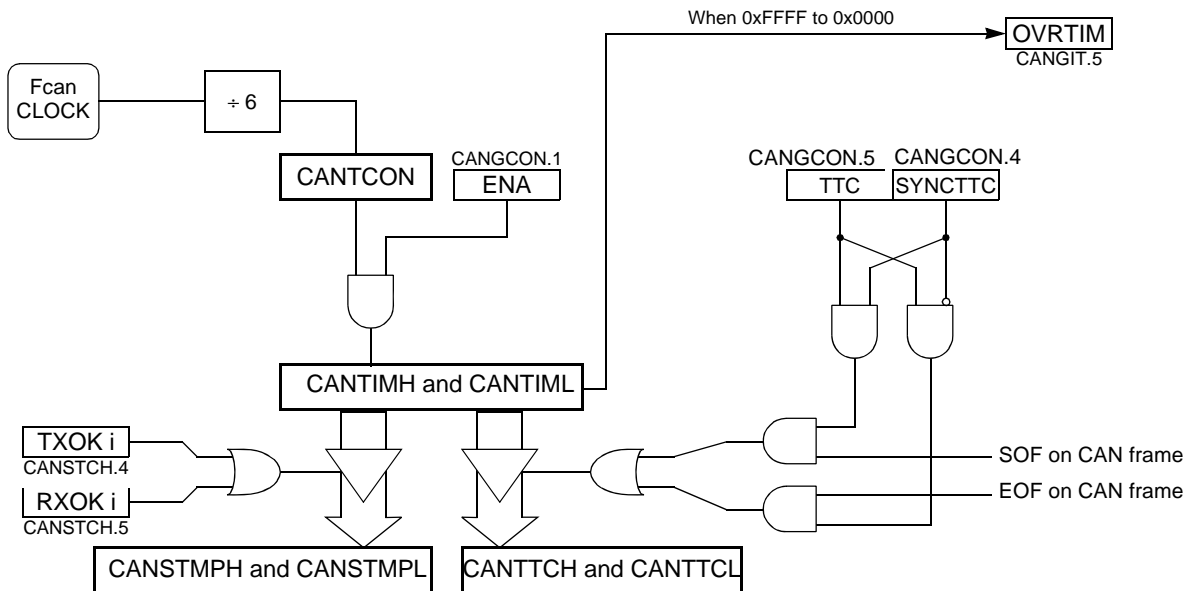 When 0xFFFF to 0x0000
OVRTIM
CANGIT.5
Fcan
CLOCK
÷ 6
CANTCON
CANGCON.1
ENA
CANGCON.5 CANGCON.4
TTC SYNCTTC
CANTIMH and CANTIML
TXOK i
CANSTCH.4
RXOK i
CANSTCH.5
SOF on CAN frame
EOF on CAN frame
CANSTMPH and CANSTMPL
CANTTCH and CANTTCL